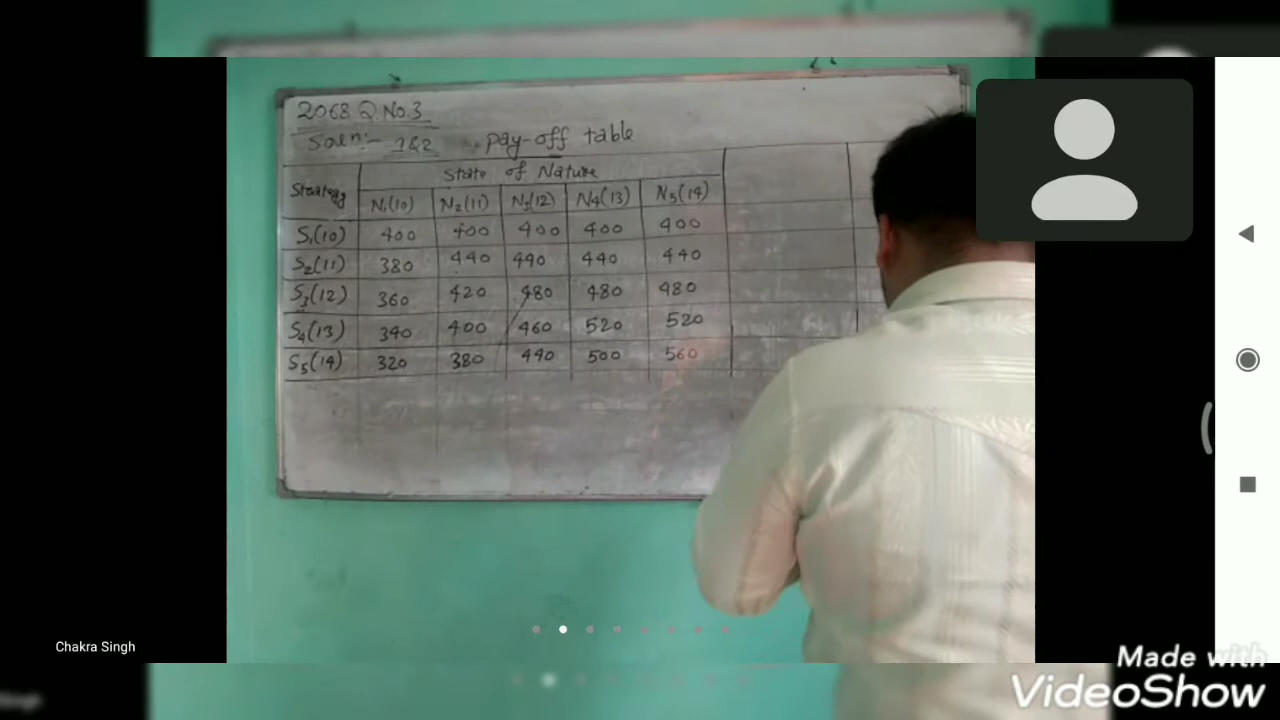 2068 Q.No.3
Soln:- 1&2 pay-off table
Strategy State of Nature
N1(10) N2(11) N3(12) N4(13) N5(14)
S1(10) 400 400 400 400 400
S2(11) 380 440 440 440 440
S3(12) 360 420 480 480 480
S4(13) 340 400 460 520 520
S5(14) 320 380 440 500 560
Chakra Singh
Made with
VideoShow